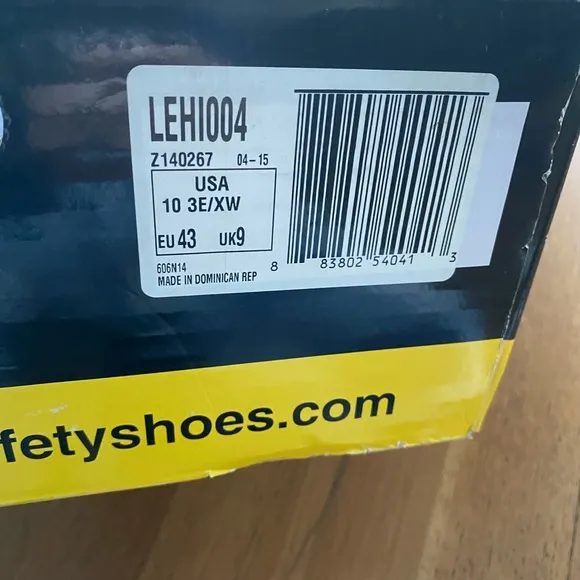 LEHI004
Z140267 04-15
USA
10 3E/XW
EU 43 UK 9
606N14
MADE IN DOMINICAN REP
8 83802 54041 3
fetyshoes.com